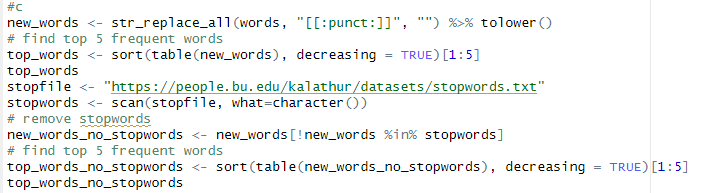 #c
new_words <- str_replace_all(words, "[[:punct:]]", "") %>% tolower()
# find top 5 frequent words
top_words <- sort(table(new_words), decreasing = TRUE)[1:5]
top_words
stopfile <- "https://people.bu.edu/kalathur/datasets/stopwords.txt"
stopwords <- scan(stopfile, what=character())
# remove stopwords
new_words_no_stopwords <- new_words[!new_words %in% stopwords]
# find top 5 frequent words
top_words_no_stopwords <- sort(table(new_words_no_stopwords), decreasing = TRUE)[1:5]
top_words_no_stopwords